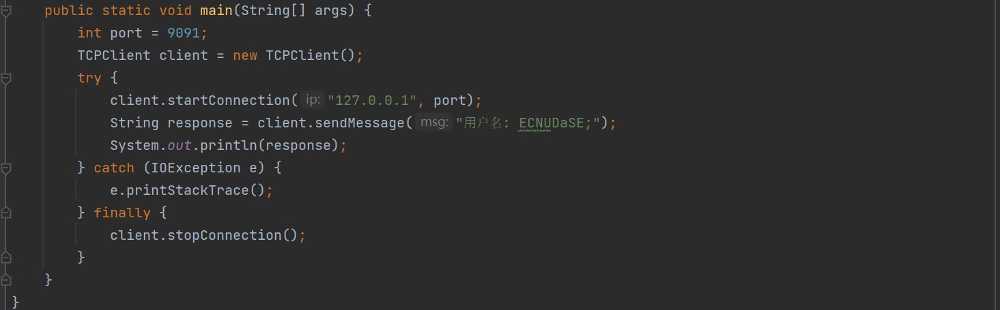 public static void main(String[] args) {
int port = 9091;
TCPClient client = new TCPClient();
try {
client.startConnection( ip: "127.0.0.1", port);
String response = client.sendMessage( msg: "用户名: ECNUDaSE;");
System.out.println(response);
} catch (IOException e) {
e.printStackTrace();
} finally {
client.stopConnection();
}
}
}